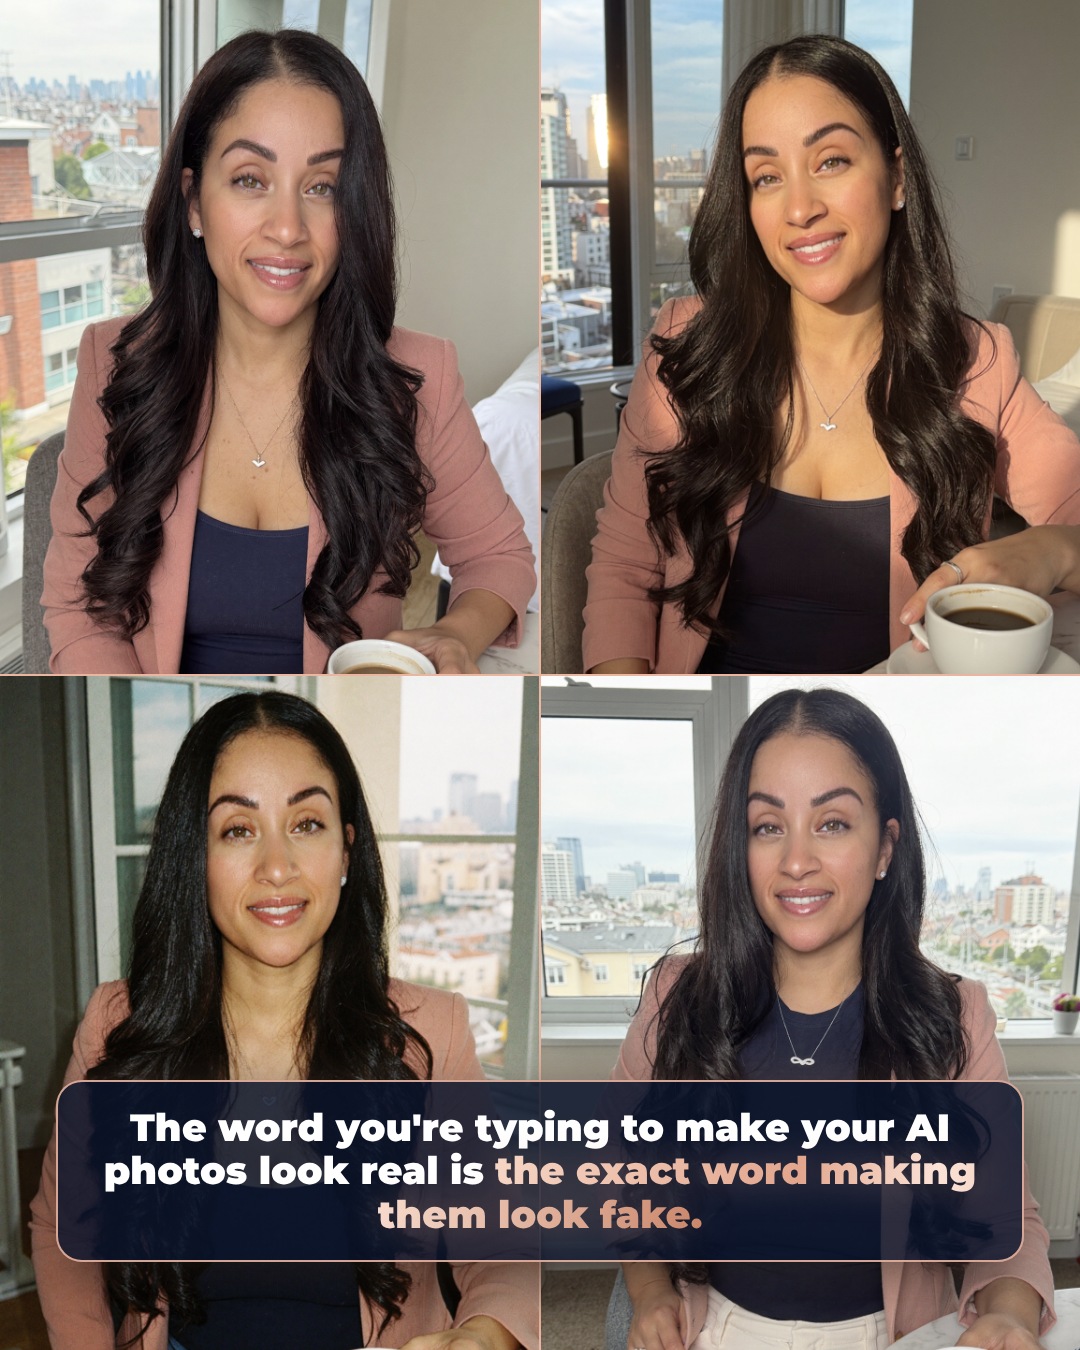 The word you're typing to make your AI
photos look real is the exact word making
them look fake.